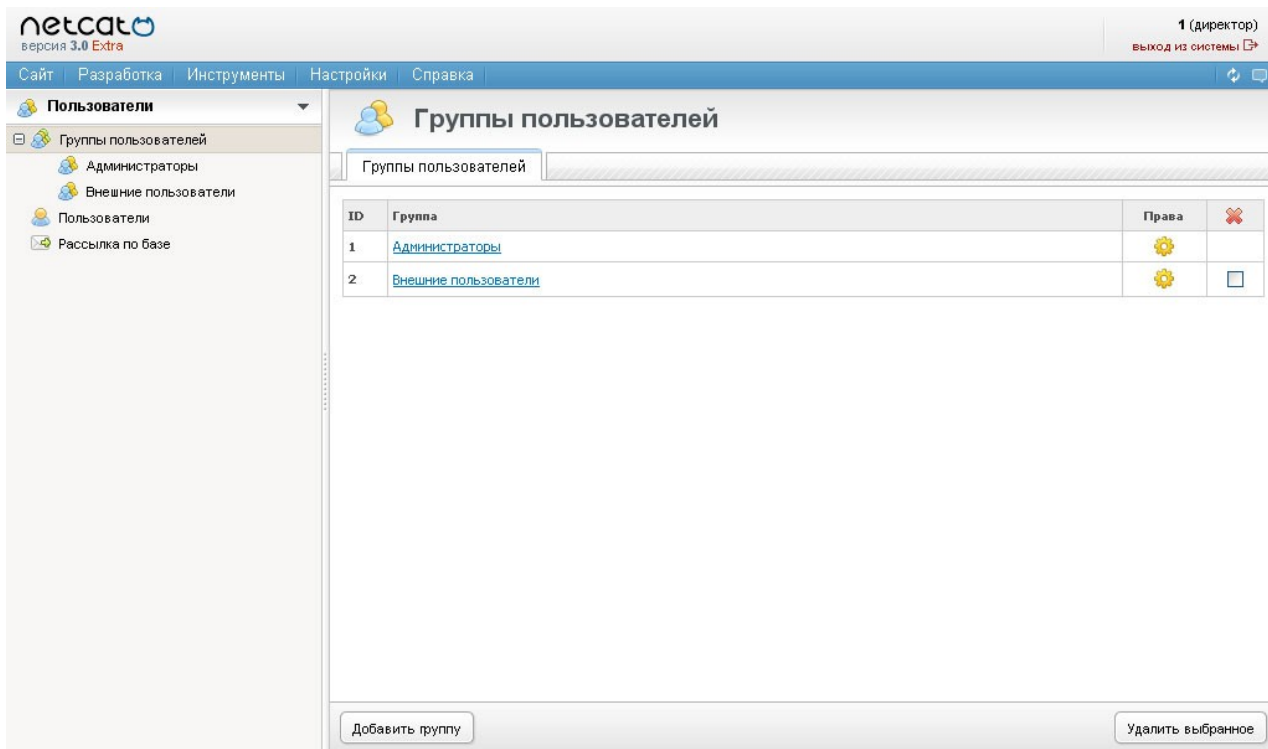 netcat
версия 3.0 Extra
1 (директор)
выход из системы
Сайт Разработка Инструменты Настройки Справка
Пользователи
Группы пользователей
Администраторы
Внешние пользователи
Пользователи
Рассылка по базе
Группы пользователей
Группы пользователей
ID Группа Права
1 Администраторы
2 Внешние пользователи
Добавить группу Удалить выбранное